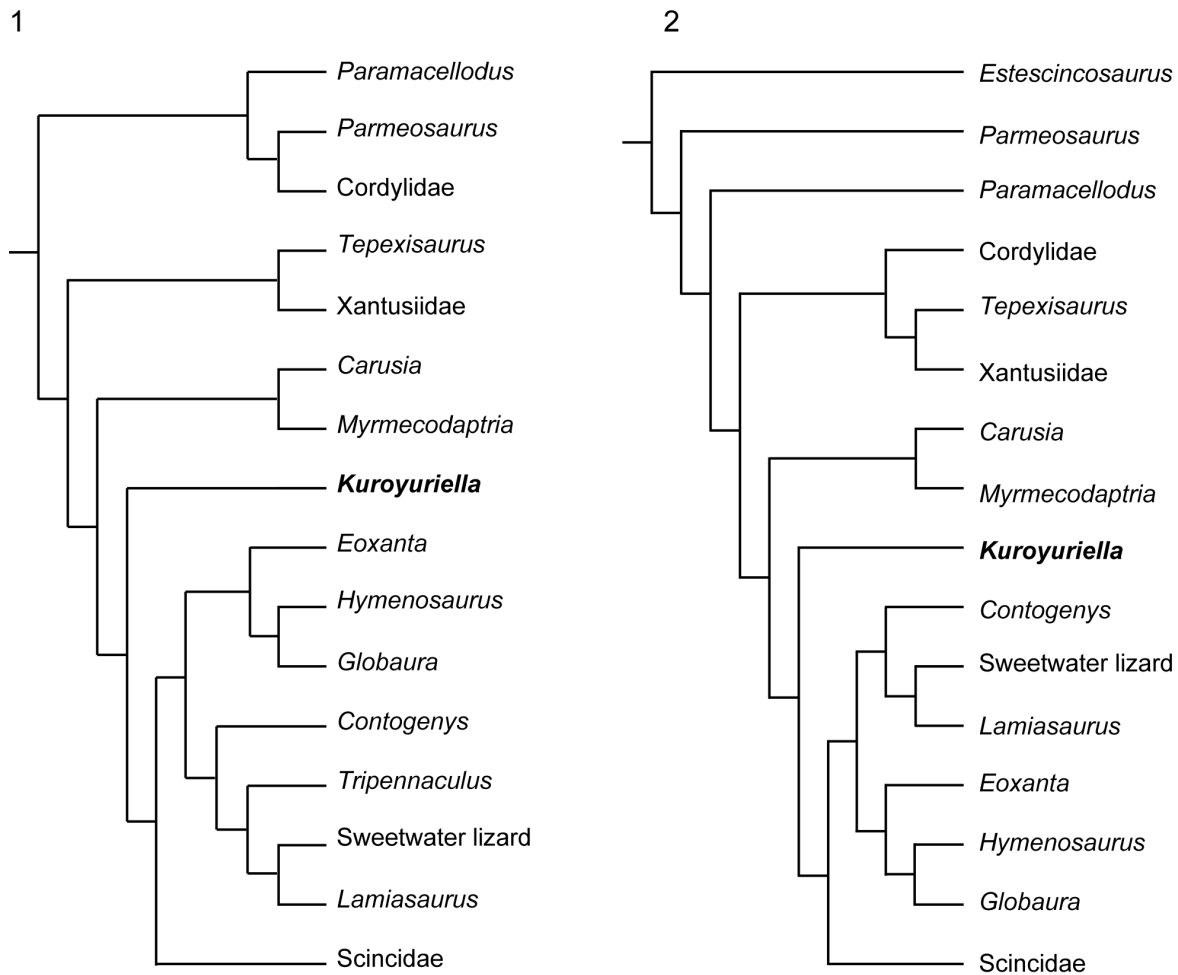 1
Paramacellodus
Parmeosaurus
Cordylidae
Tepexisaurus
Xantusiidae
Carusia
Myrmecodaptria
Kuroyuriella
Eoxanta
Hymenosaurus
Globaura
Contogenys
Tripennaculus
Sweetwater lizard
Lamiasaurus
Scincidae
2
Estescincosaurus
Parmeosaurus
Paramacellodus
Cordylidae
Tepexisaurus
Xantusiidae
Carusia
Myrmecodaptria
Kuroyuriella
Contogenys
Sweetwater lizard
Lamiasaurus
Eoxanta
Hymenosaurus
Globaura
Scincidae